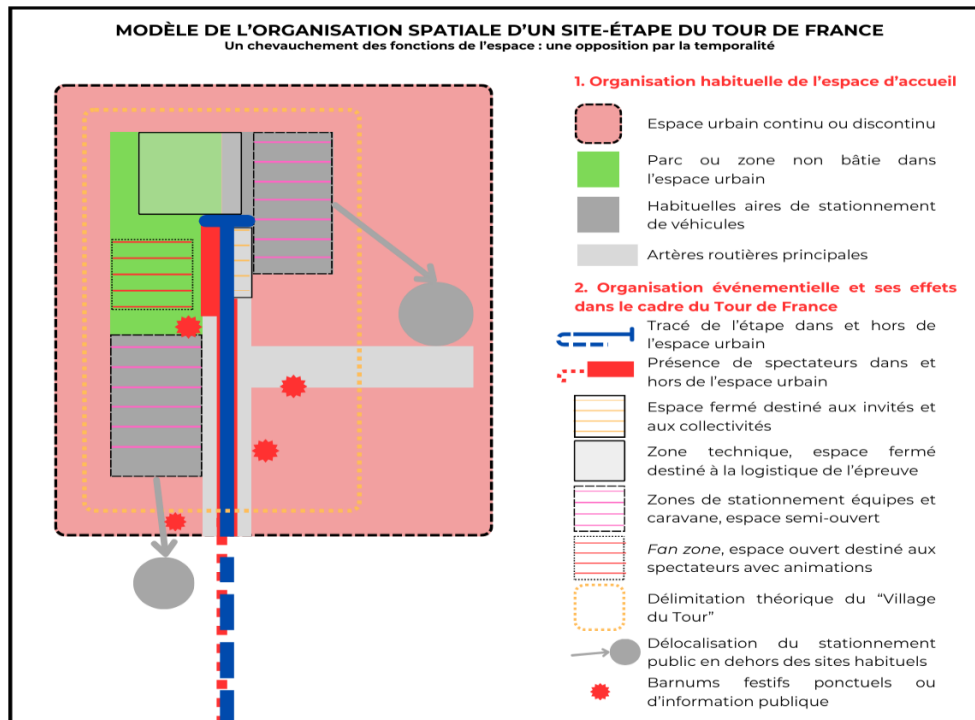 MODÈLE DE L'ORGANISATION SPATIALE D'UN SITE-ÉTAPE DU TOUR DE FRANCE
Un chevauchement des fonctions de l'espace : une opposition par la temporalité
1. Organisation habituelle de l'espace d'accueil
Espace urbain continu ou discontinu
Parc ou zone non bâtie dans
l'espace urbain
Habituelles aires de stationnement
de véhicules
Artères routières principales
2. Organisation événementielle et ses effets
dans le cadre du Tour de France
Tracé de l'étape dans et hors de
l'espace urbain
Présence de spectateurs dans et
hors de l'espace urbain
Espace fermé destiné aux invités et
aux collectivités
Zone technique, espace fermé
destiné à la logistique de l'épreuve
Zones de stationnement équipes et
caravane, espace semi-ouvert
Fan zone, espace ouvert destiné aux
spectateurs avec animations
Délimitation théorique du "Village
du Tour"
Délocalisation du stationnement
public en dehors des sites habituels
Barnums festifs ponctuels ou
d'information publique